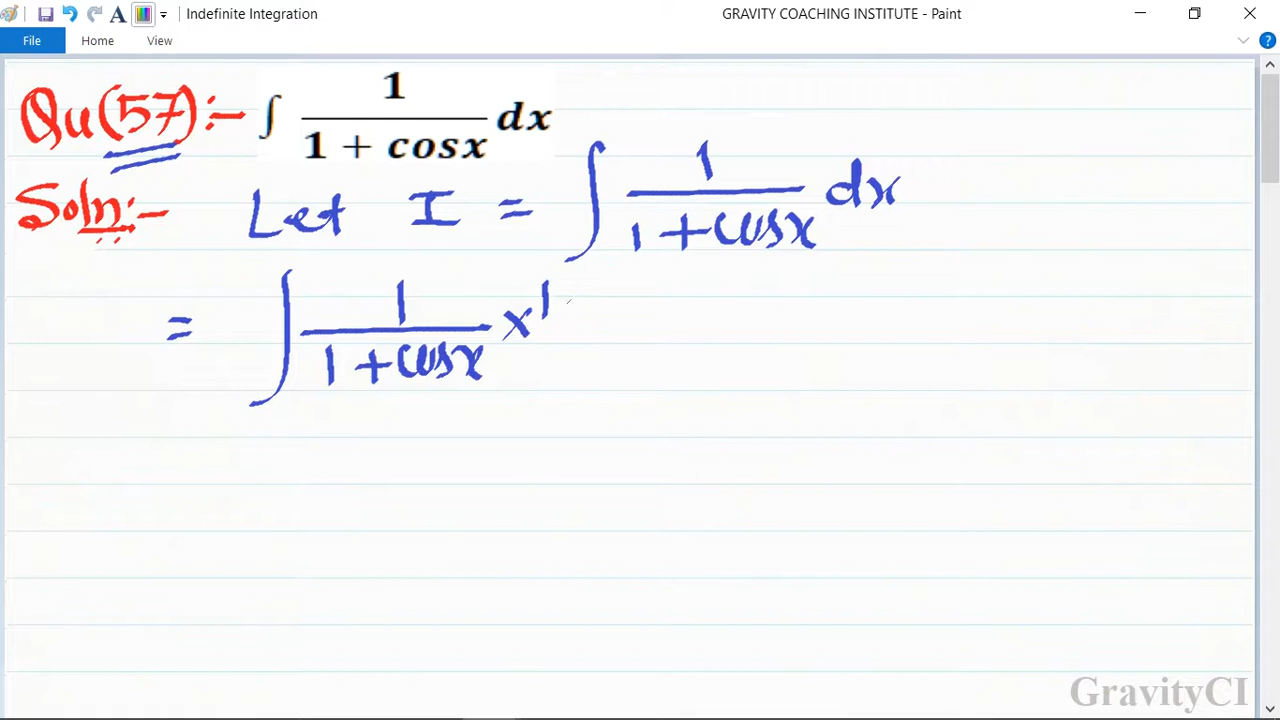 Indefinite Integration
GRAVITY COACHING INSTITUTE - Paint
File Home View
Qu(57):- ∫ 1/(1 + cosx) dx
Soln:- Let I = ∫ 1/(1+cosx) dx
= ∫ 1/(1+cosx) × 1
GravityCI